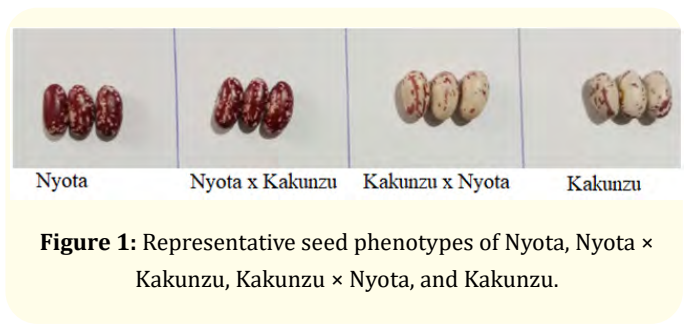 Nyota
Nyota x Kakunzu
Kakunzu x Nyota
Kakunzu
Figure 1: Representative seed phenotypes of Nyota, Nyota ×
Kakunzu, Kakunzu × Nyota, and Kakunzu.